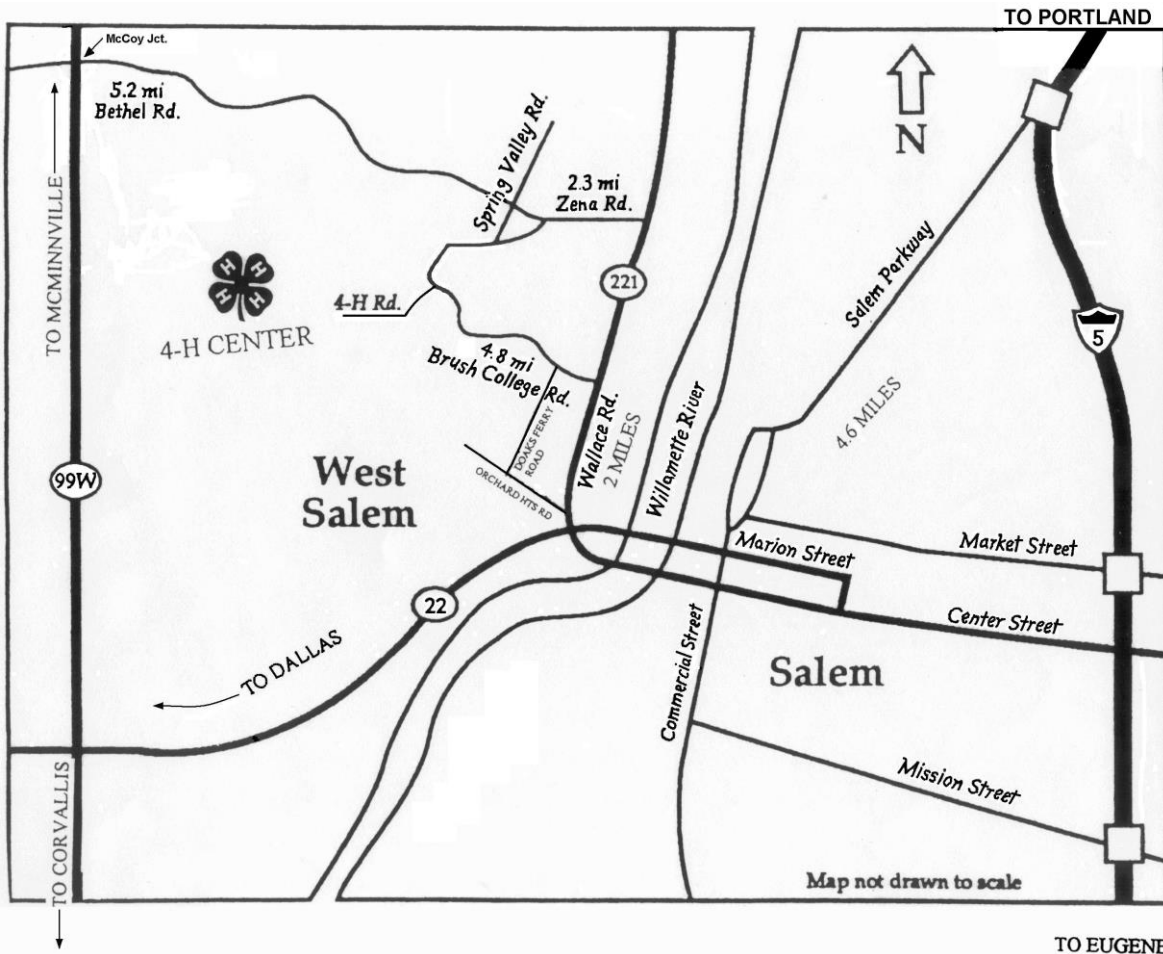 TO PORTLAND
McCoy Jct.
5.2 mi
Bethel Rd.
N
Spring Valley Rd.
2.3 mi
Zena Rd.
TO MCMINNVILLE
H H
H H
4-H CENTER
4-H Rd.
221
Salem Parkway
5
4.8 mi
Brush College Rd.
DOAKS FERRY
ROAD
ORCHARD HTS RD
Wallace Rd.
2 MILES
Willamette River
4.6 MILES
99W
West
Salem
Marion Street
Market Street
22
Center Street
TO DALLAS
Commercial Street
Salem
Mission Street
TO CORVALLIS
Map not drawn to scale
TO EUGENE